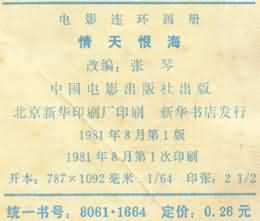 电影连环画册
情天恨海
改编：张琴
中国电影出版社出版
北京新华印刷厂印刷 新华书店发行
1981年8月第1版
1981年8月第1次印刷
开本：787×1092毫米 1/64 印张：2 1/2
统一书号：8061·1664 定价：0.26元